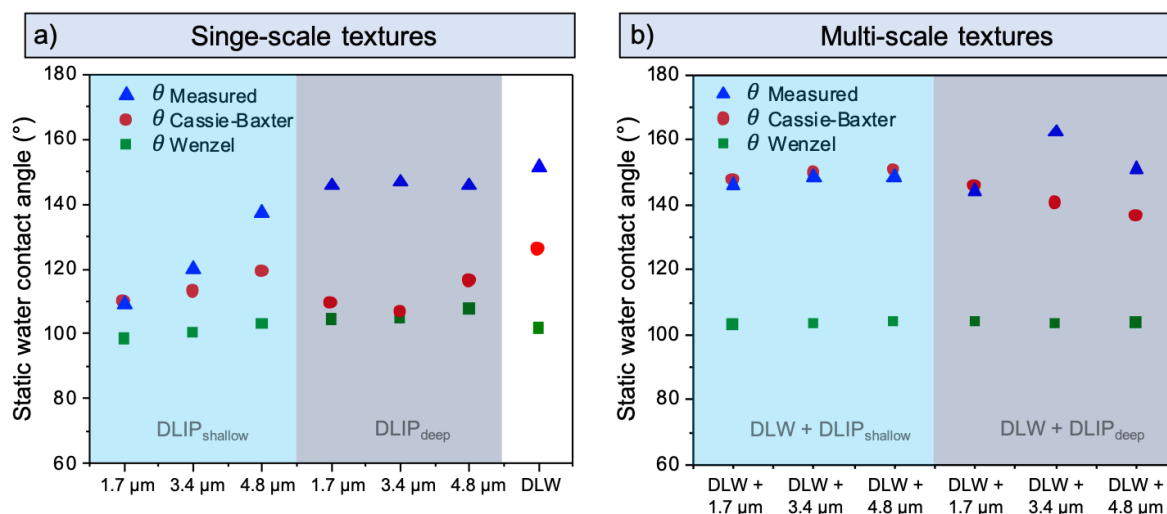 a) Singe-scale textures
180
160
140
120
100
80
60
Static water contact angle (°)
θ Measured
θ Cassie-Baxter
θ Wenzel
DLIPshallow
DLIPdeep
1.7 µm 3.4 µm 4.8 µm 1.7 µm 3.4 µm 4.8 µm DLW
b) Multi-scale textures
180
160
140
120
100
80
60
Static water contact angle (°)
θ Measured
θ Cassie-Baxter
θ Wenzel
DLW + DLIPshallow
DLW + DLIPdeep
DLW + DLW + DLW + DLW + DLW + DLW +
1.7 µm 3.4 µm 4.8 µm 1.7 µm 3.4 µm 4.8 µm